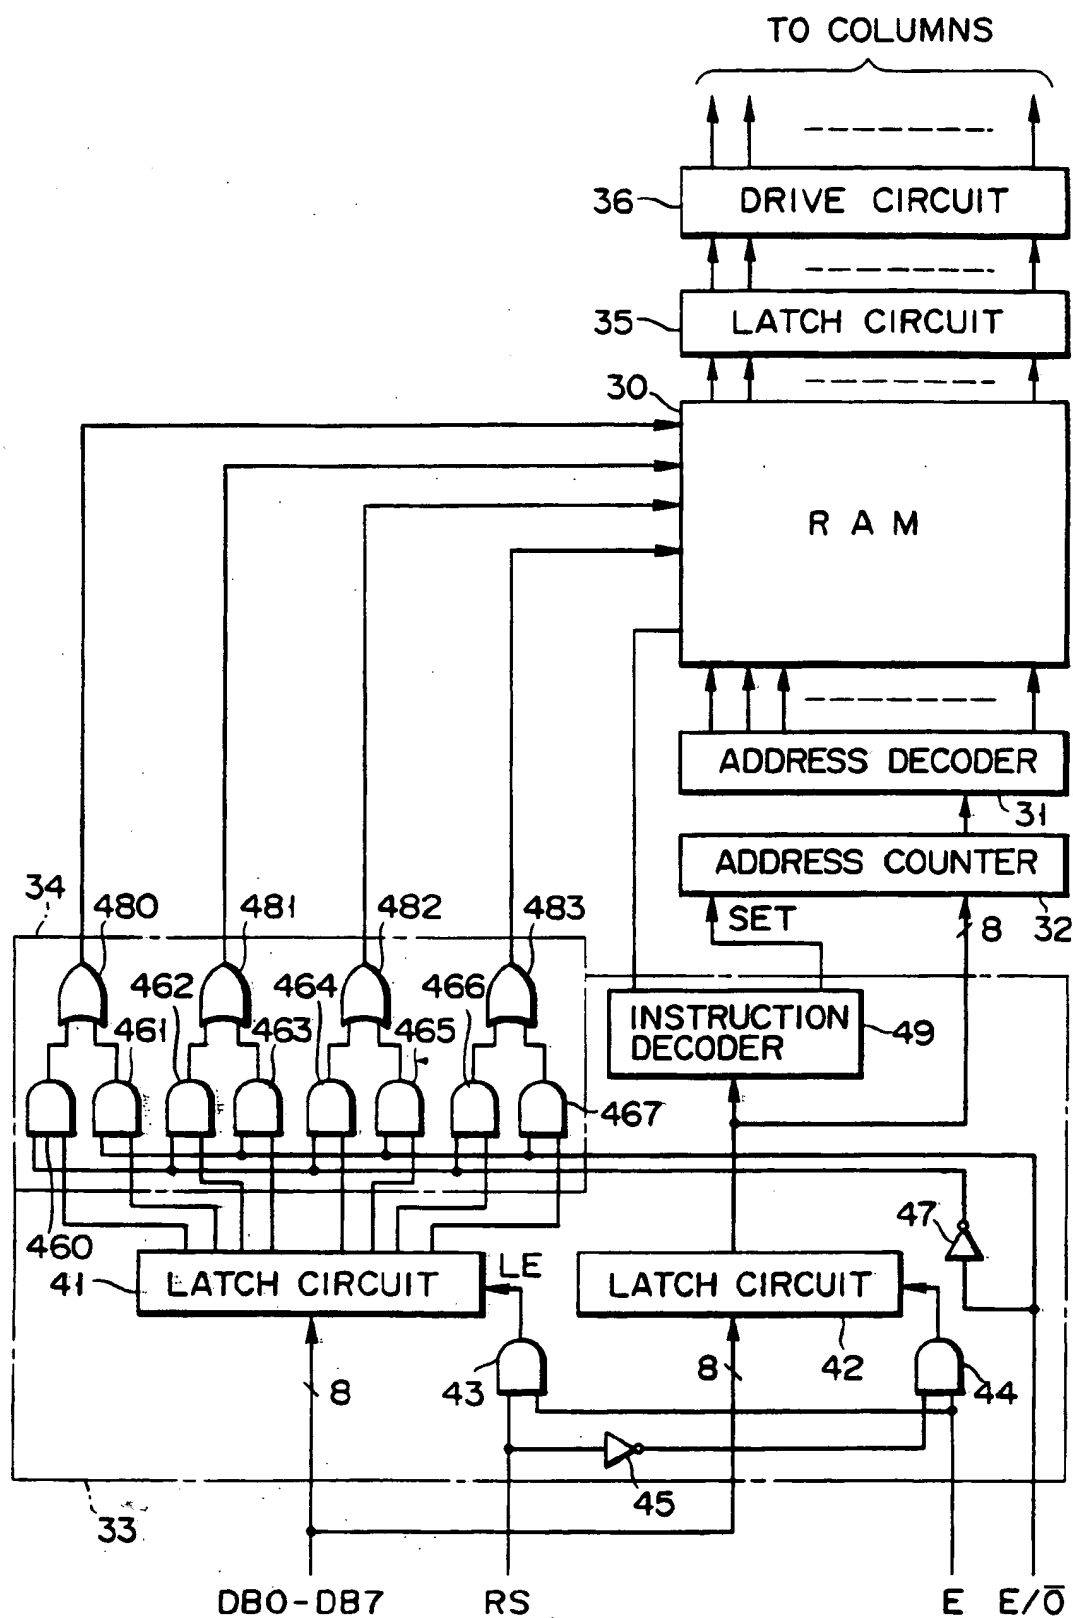 TO COLUMNS
36
DRIVE CIRCUIT
35
LATCH CIRCUIT
30
R A M
ADDRESS DECODER
31
ADDRESS COUNTER
34
480
481
482
483
SET
8
32
462
464
466
461
463
465
INSTRUCTION
DECODER
49
467
460
47
41
LATCH CIRCUIT
LE
LATCH CIRCUIT
8
43
8
42
44
45
33
DB0-DB7
RS
E
E/O̅